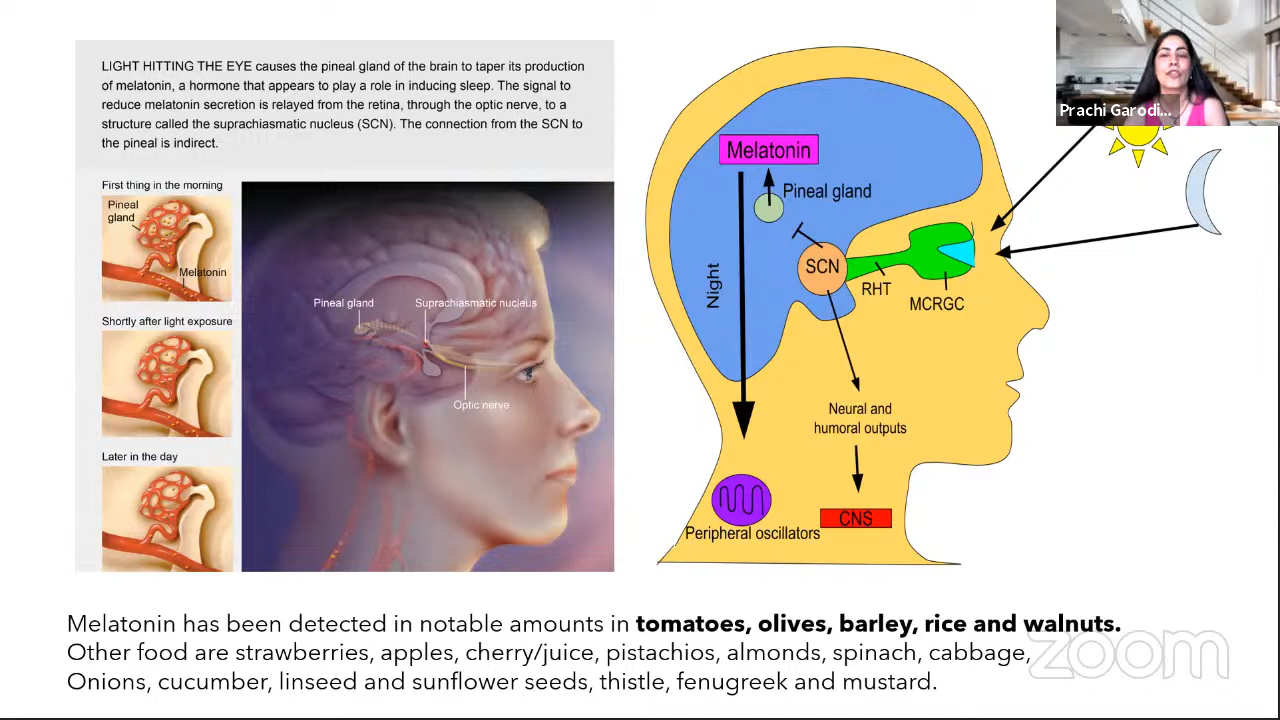 LIGHT HITTING THE EYE causes the pineal gland of the brain to taper its production
of melatonin, a hormone that appears to play a role in inducing sleep. The signal to
reduce melatonin secretion is relayed from the retina, through the optic nerve, to a
structure called the suprachiasmatic nucleus (SCN). The connection from the SCN to
the pineal is indirect.
First thing in the morning
Pineal
gland
Melatonin
Shortly after light exposure
Later in the day
Pineal gland
Suprachiasmatic nucleus
Optic nerve
Prachi Garodi...
Melatonin
Pineal gland
Night
SCN
RHT
MCRGC
Neural and
humoral outputs
CNS
Peripheral oscillators
Melatonin has been detected in notable amounts in tomatoes, olives, barley, rice and walnuts.
Other food are strawberries, apples, cherry/juice, pistachios, almonds, spinach, cabbage,
Onions, cucumber, linseed and sunflower seeds, thistle, fenugreek and mustard.
zoom